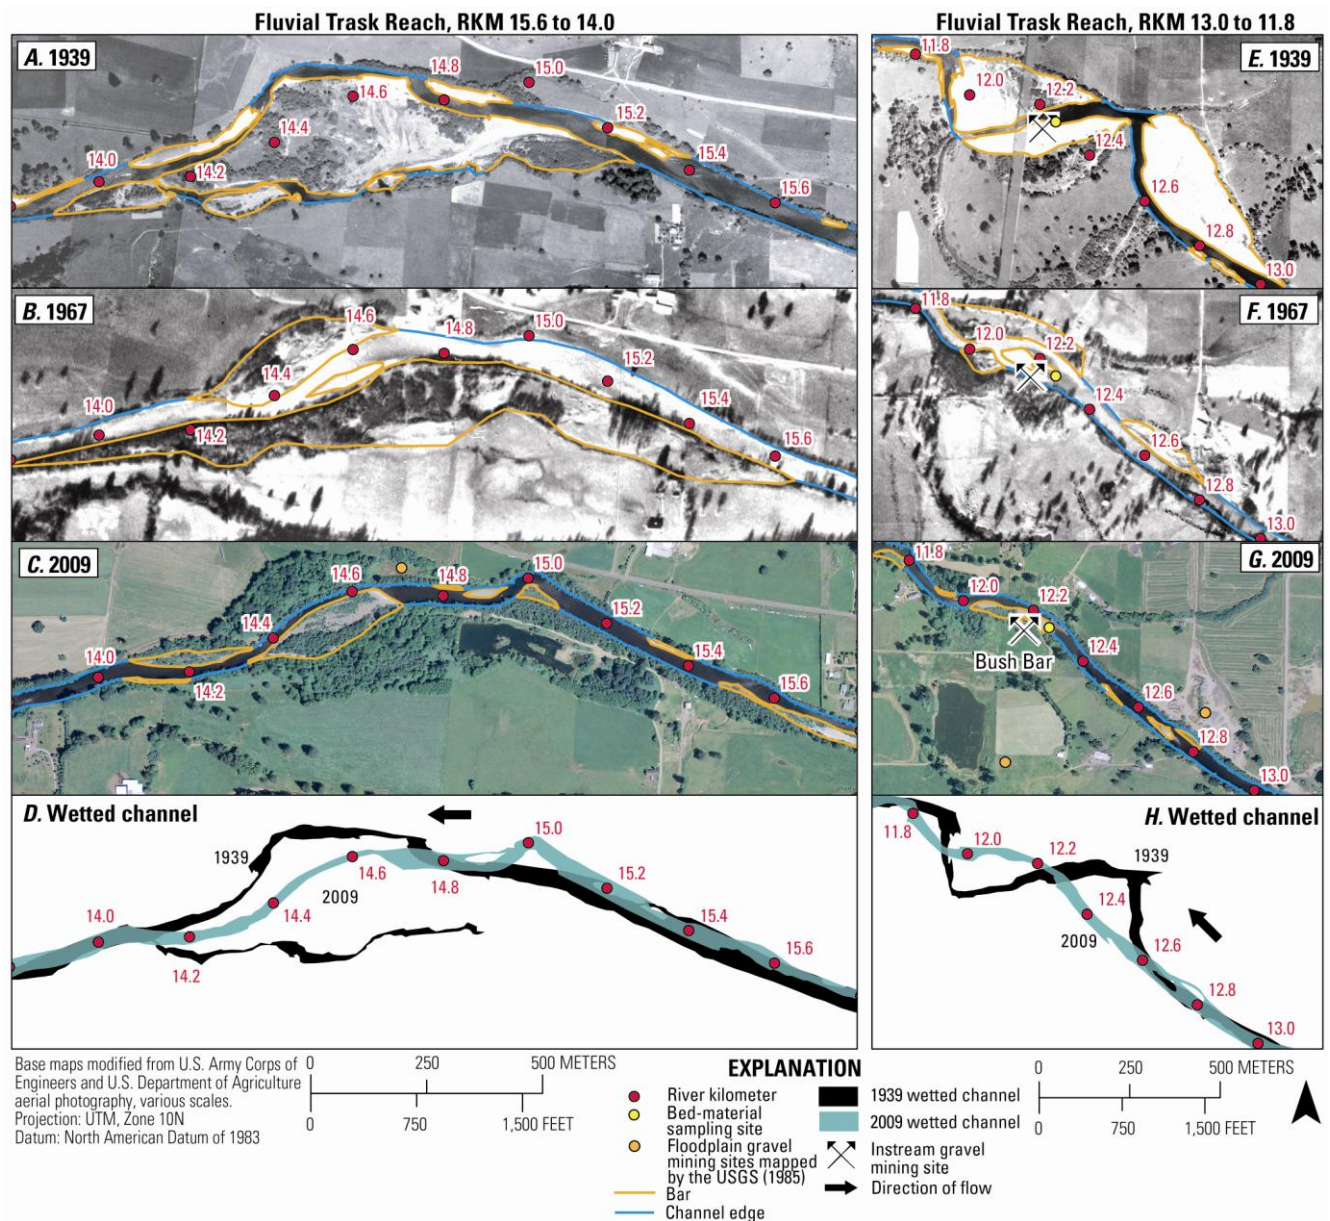 Fluvial Trask Reach, RKM 15.6 to 14.0
A. 1939
14.0
14.2
14.4
14.6
14.8
15.0
15.2
15.4
15.6
B. 1967
14.0
14.2
14.4
14.6
14.8
15.0
15.2
15.4
15.6
C. 2009
14.0
14.2
14.4
14.6
14.8
15.0
15.2
15.4
15.6
D. Wetted channel
1939
2009
14.0
14.2
14.4
14.6
14.8
15.0
15.2
15.4
15.6
Fluvial Trask Reach, RKM 13.0 to 11.8
E. 1939
11.8
12.0
12.2
12.4
12.6
12.8
13.0
F. 1967
11.8
12.0
12.2
12.4
12.6
12.8
13.0
G. 2009
11.8
12.0
12.2
Bush Bar
12.4
12.6
12.8
13.0
H. Wetted channel
1939
2009
11.8
12.0
12.2
12.4
12.6
12.8
13.0
Base maps modified from U.S. Army Corps of
Engineers and U.S. Department of Agriculture
aerial photography, various scales.
Projection: UTM, Zone 10N
Datum: North American Datum of 1983
0 250 500 METERS
0 750 1,500 FEET
EXPLANATION
River kilometer
Bed-material
sampling site
Floodplain gravel
mining sites mapped
by the USGS (1985)
Bar
Channel edge
1939 wetted channel
2009 wetted channel
Instream gravel
mining site
Direction of flow
0 250 500 METERS
0 750 1,500 FEET